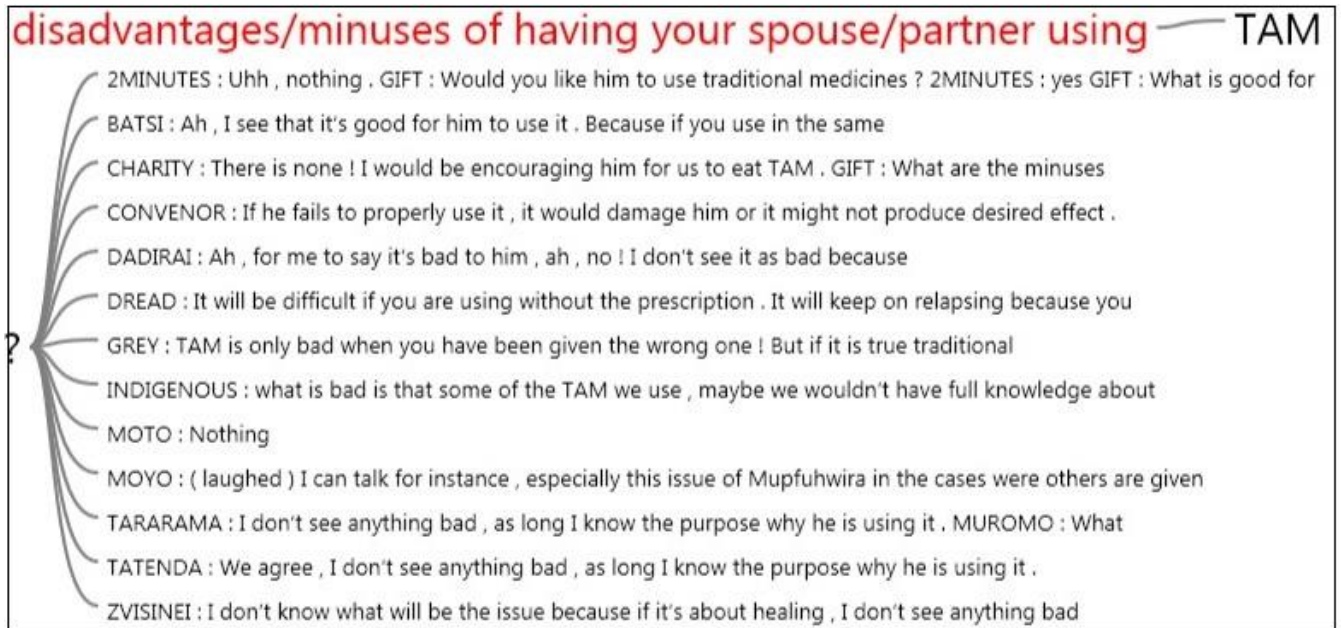 disadvantages/minuses of having your spouse/partner using TAM
2MINUTES : Uhh , nothing . GIFT : Would you like him to use traditional medicines ? 2MINUTES : yes GIFT : What is good for
BATSI : Ah , I see that it's good for him to use it . Because if you use in the same
CHARITY : There is none ! I would be encouraging him for us to eat TAM . GIFT : What are the minuses
CONVENOR : If he fails to properly use it , it would damage him or it might not produce desired effect .
DADIRAI : Ah , for me to say it's bad to him , ah , no ! I don't see it as bad because
DREAD : It will be difficult if you are using without the prescription . It will keep on relapsing because you
?
GREY : TAM is only bad when you have been given the wrong one ! But if it is true traditional
INDIGENOUS : what is bad is that some of the TAM we use , maybe we wouldn't have full knowledge about
MOTO : Nothing
MOYO : ( laughed ) I can talk for instance , especially this issue of Mupfuhwira in the cases were others are given
TARARAMA : I don't see anything bad , as long I know the purpose why he is using it . MUROMO : What
TATENDA : We agree , I don't see anything bad , as long I know the purpose why he is using it .
ZVISINEI : I don't know what will be the issue because if it's about healing , I don't see anything bad